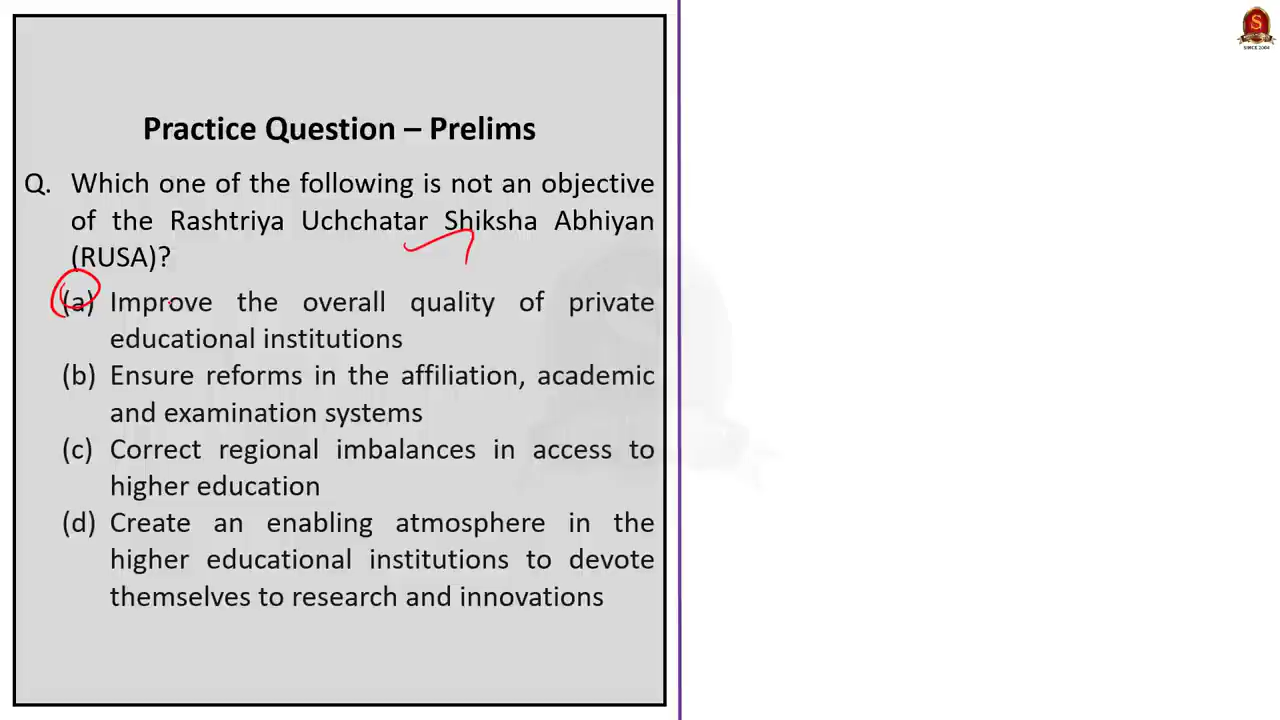 Practice Question – Prelims
Q. Which one of the following is not an objective
of the Rashtriya Uchchatar Shiksha Abhiyan
(RUSA)?
(a) Improve the overall quality of private
educational institutions
(b) Ensure reforms in the affiliation, academic
and examination systems
(c) Correct regional imbalances in access to
higher education
(d) Create an enabling atmosphere in the
higher educational institutions to devote
themselves to research and innovations
S
SINCE 2004